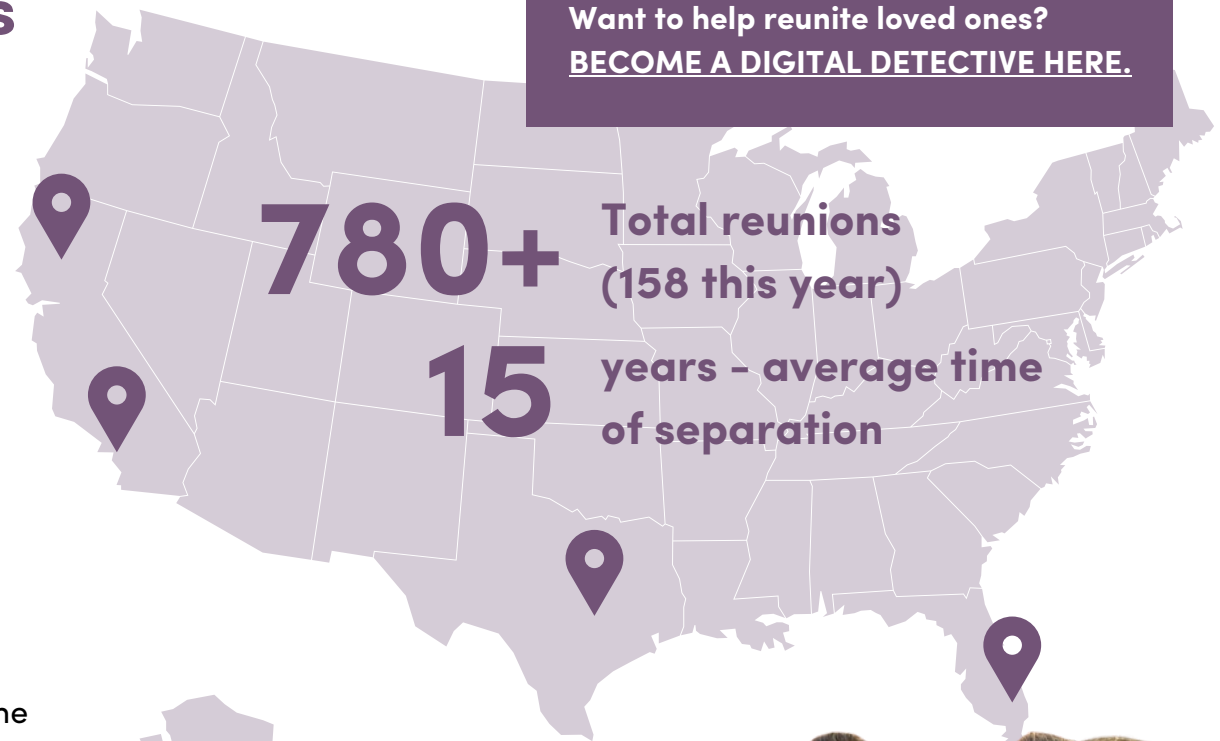 s
Want to help reunite loved ones?
BECOME A DIGITAL DETECTIVE HERE.
780+
Total reunions
(158 this year)
15
years - average time
of separation
ne